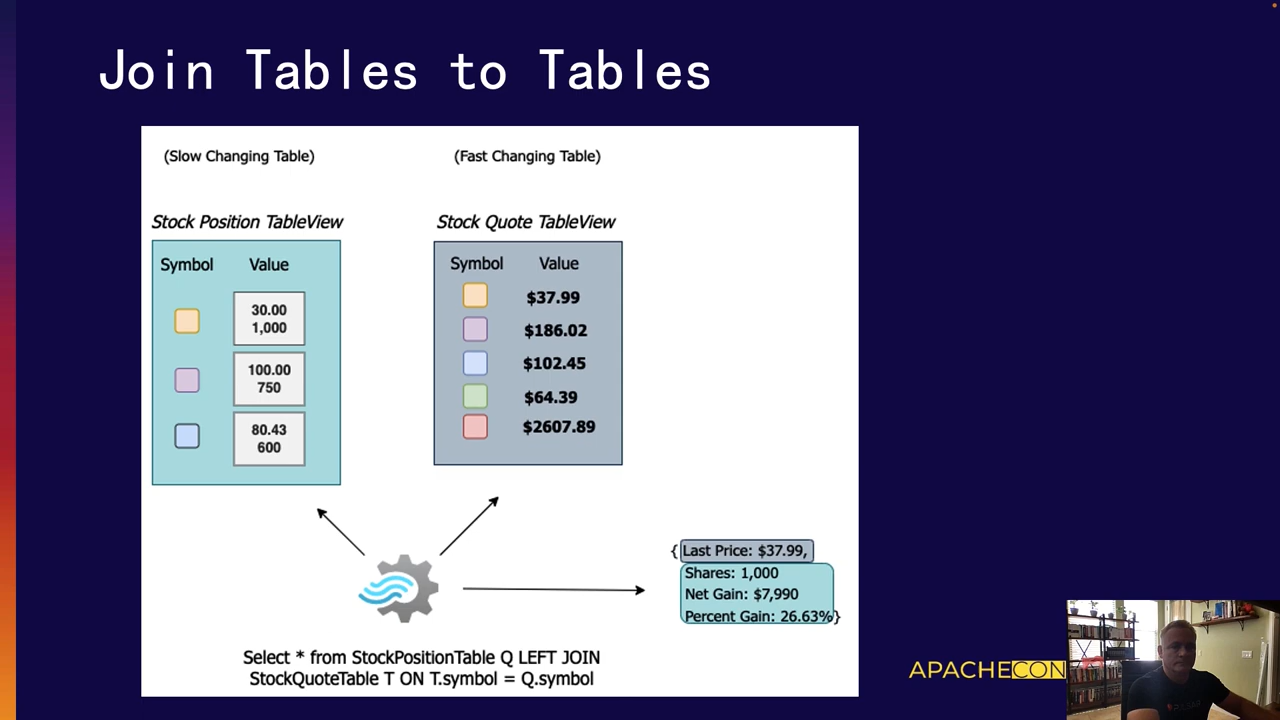 Join Tables to Tables
(Slow Changing Table)
(Fast Changing Table)
Stock Position TableView
Symbol Value
30.00
1,000
100.00
750
80.43
600
Stock Quote TableView
Symbol Value
$37.99
$186.02
$102.45
$64.39
$2607.89
{ Last Price: $37.99,
Shares: 1,000
Net Gain: $7,990
Percent Gain: 26.63%}
Select * from StockPositionTable Q LEFT JOIN
StockQuoteTable T ON T.symbol = Q.symbol
APACHECON